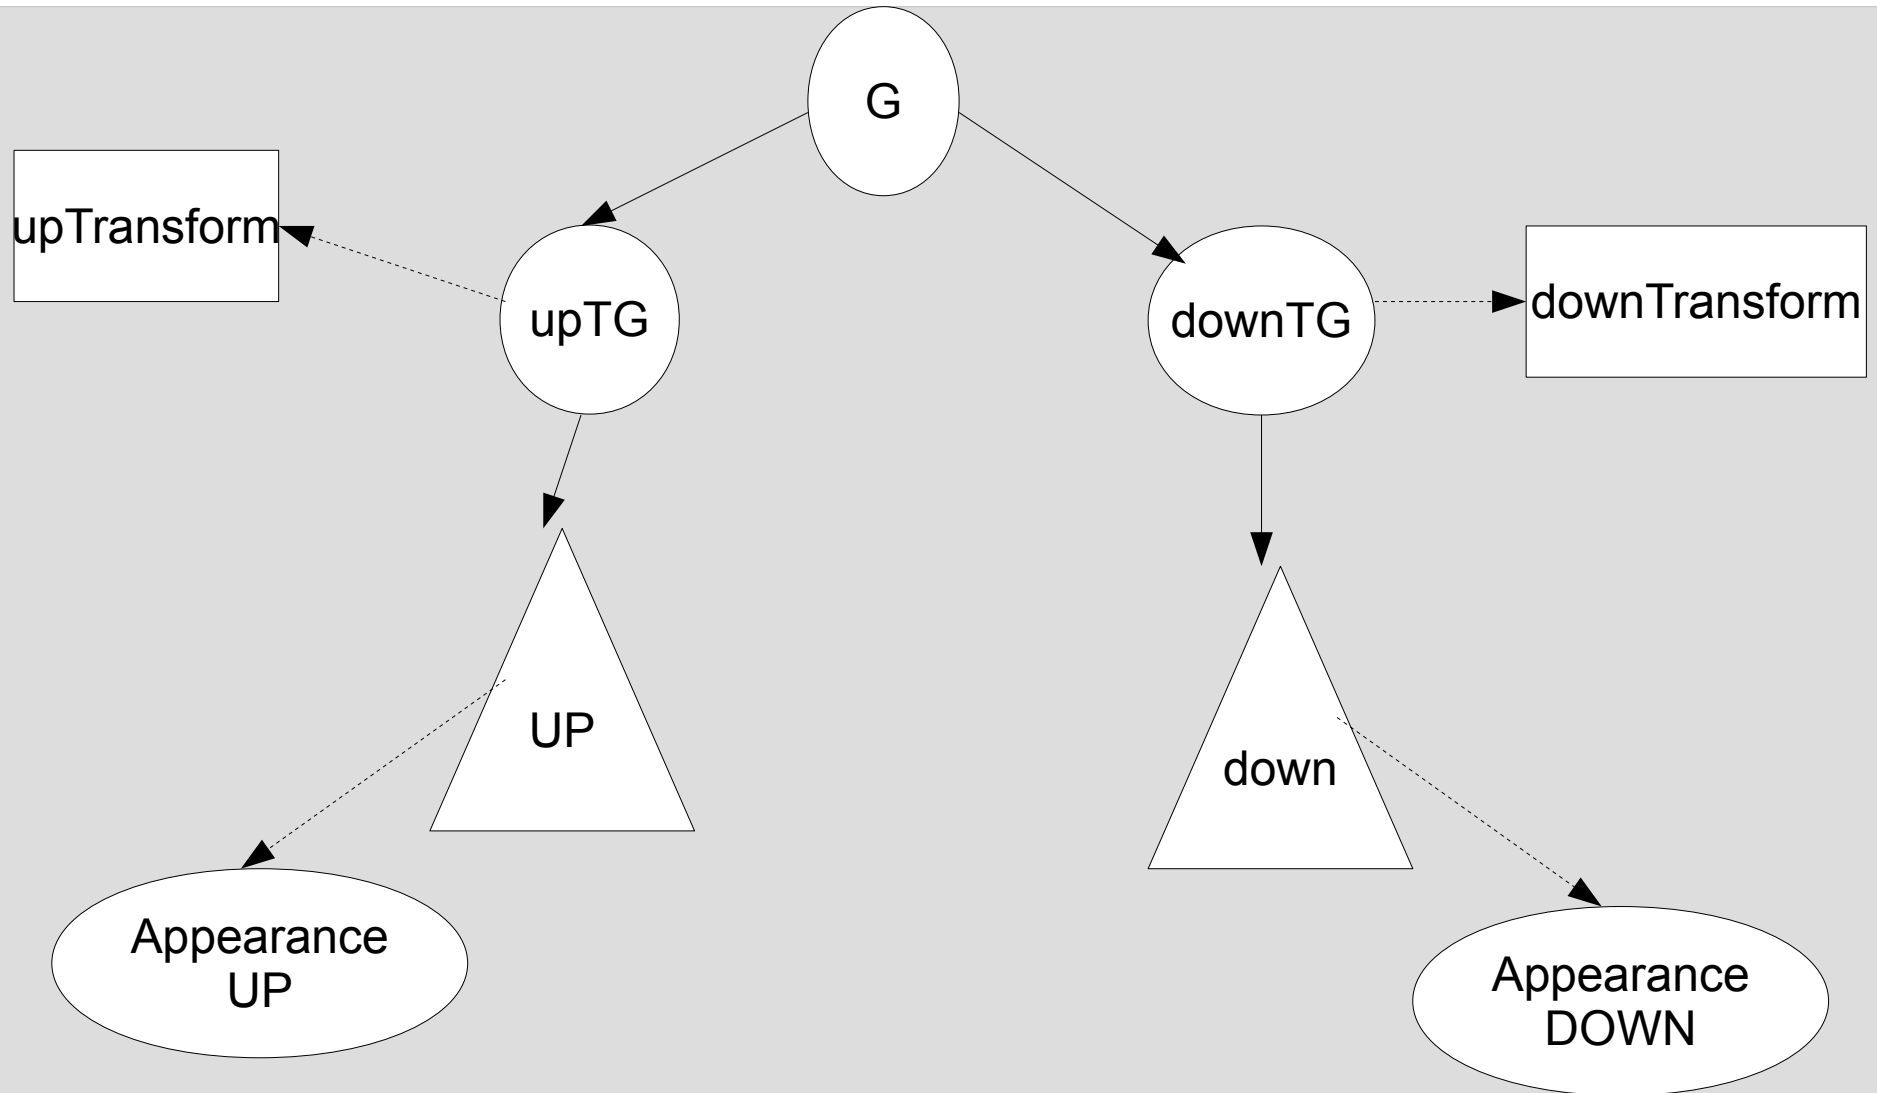 G
upTransform
upTG
downTG
downTransform
UP
down
Appearance
UP
Appearance
DOWN